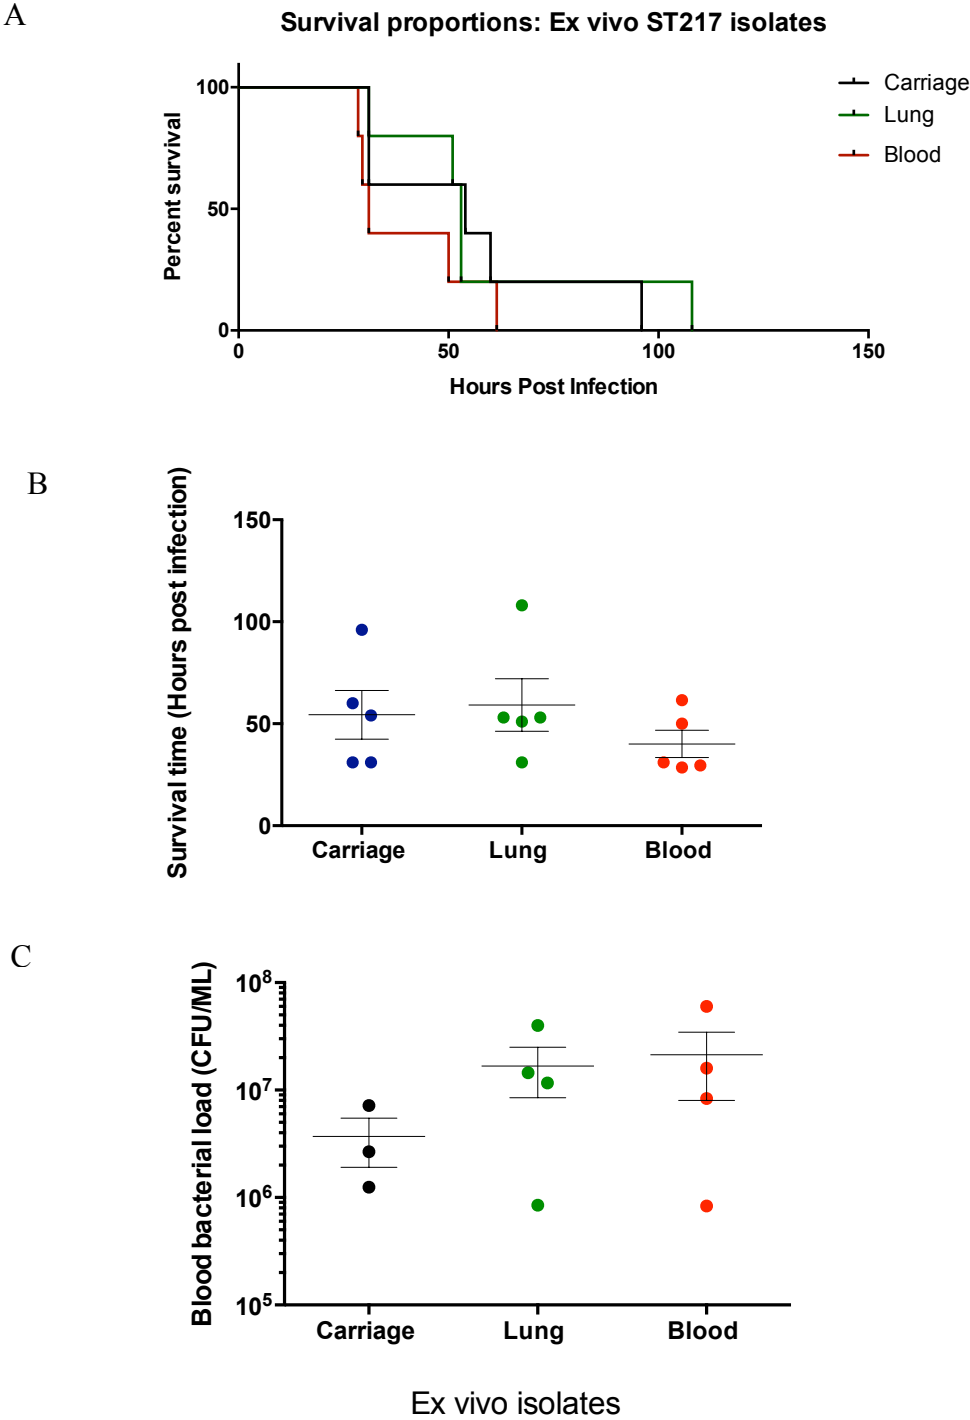 A
Survival proportions: Ex vivo ST217 isolates
Carriage
Lung
Blood
Percent survival
100
50
0
0 50 100 150
Hours Post Infection
B
Survival time (Hours post infection)
150
100
50
0
Carriage Lung Blood
C
Blood bacterial load (CFU/ML)
10⁸
10⁷
10⁶
10⁵
Carriage Lung Blood
Ex vivo isolates